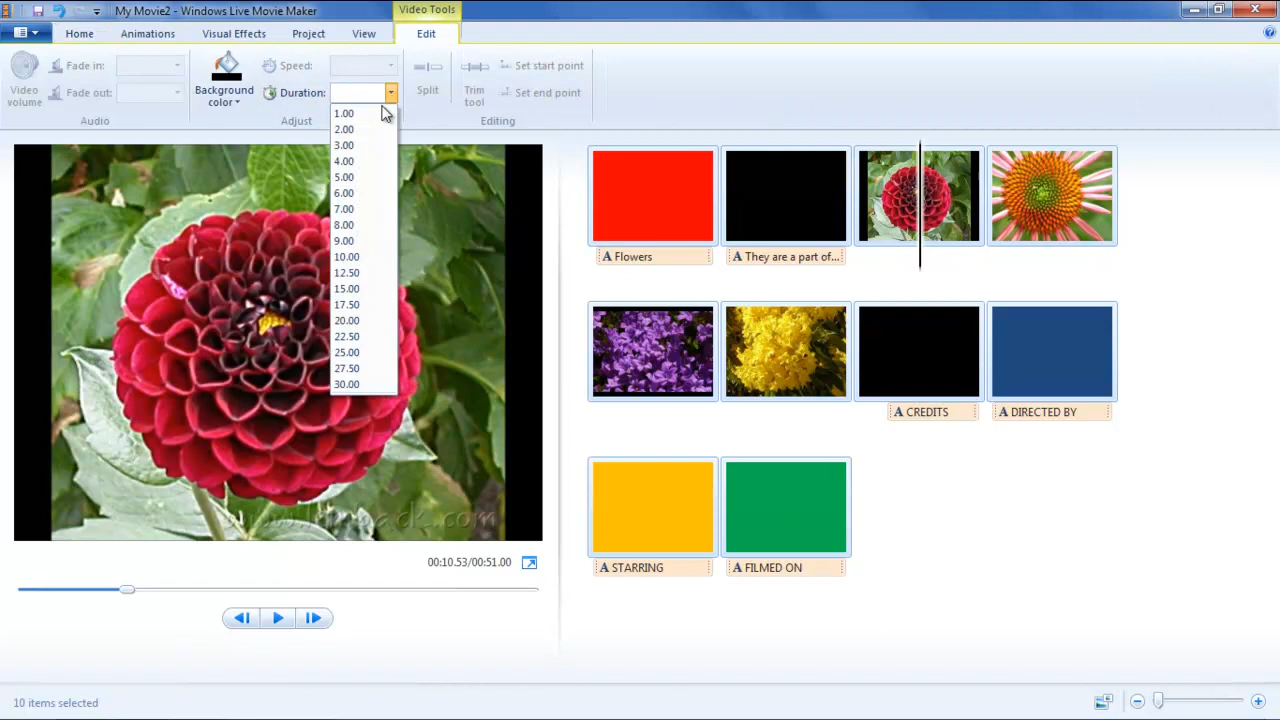 My Movie2 - Windows Live Movie Maker
Video Tools
Home
Animations
Visual Effects
Project
View
Edit
Video volume
Fade in:
Fade out:
Audio
Background color
Speed:
Duration:
Adjust
Split
Trim tool
Set start point
Set end point
Editing
1.00
2.00
3.00
4.00
5.00
6.00
7.00
8.00
9.00
10.00
12.50
15.00
17.50
20.00
22.50
25.00
27.50
30.00
A Flowers
A They are a part of...
A CREDITS
A DIRECTED BY
A STARRING
A FILMED ON
00:10.53/00:51.00
10 items selected